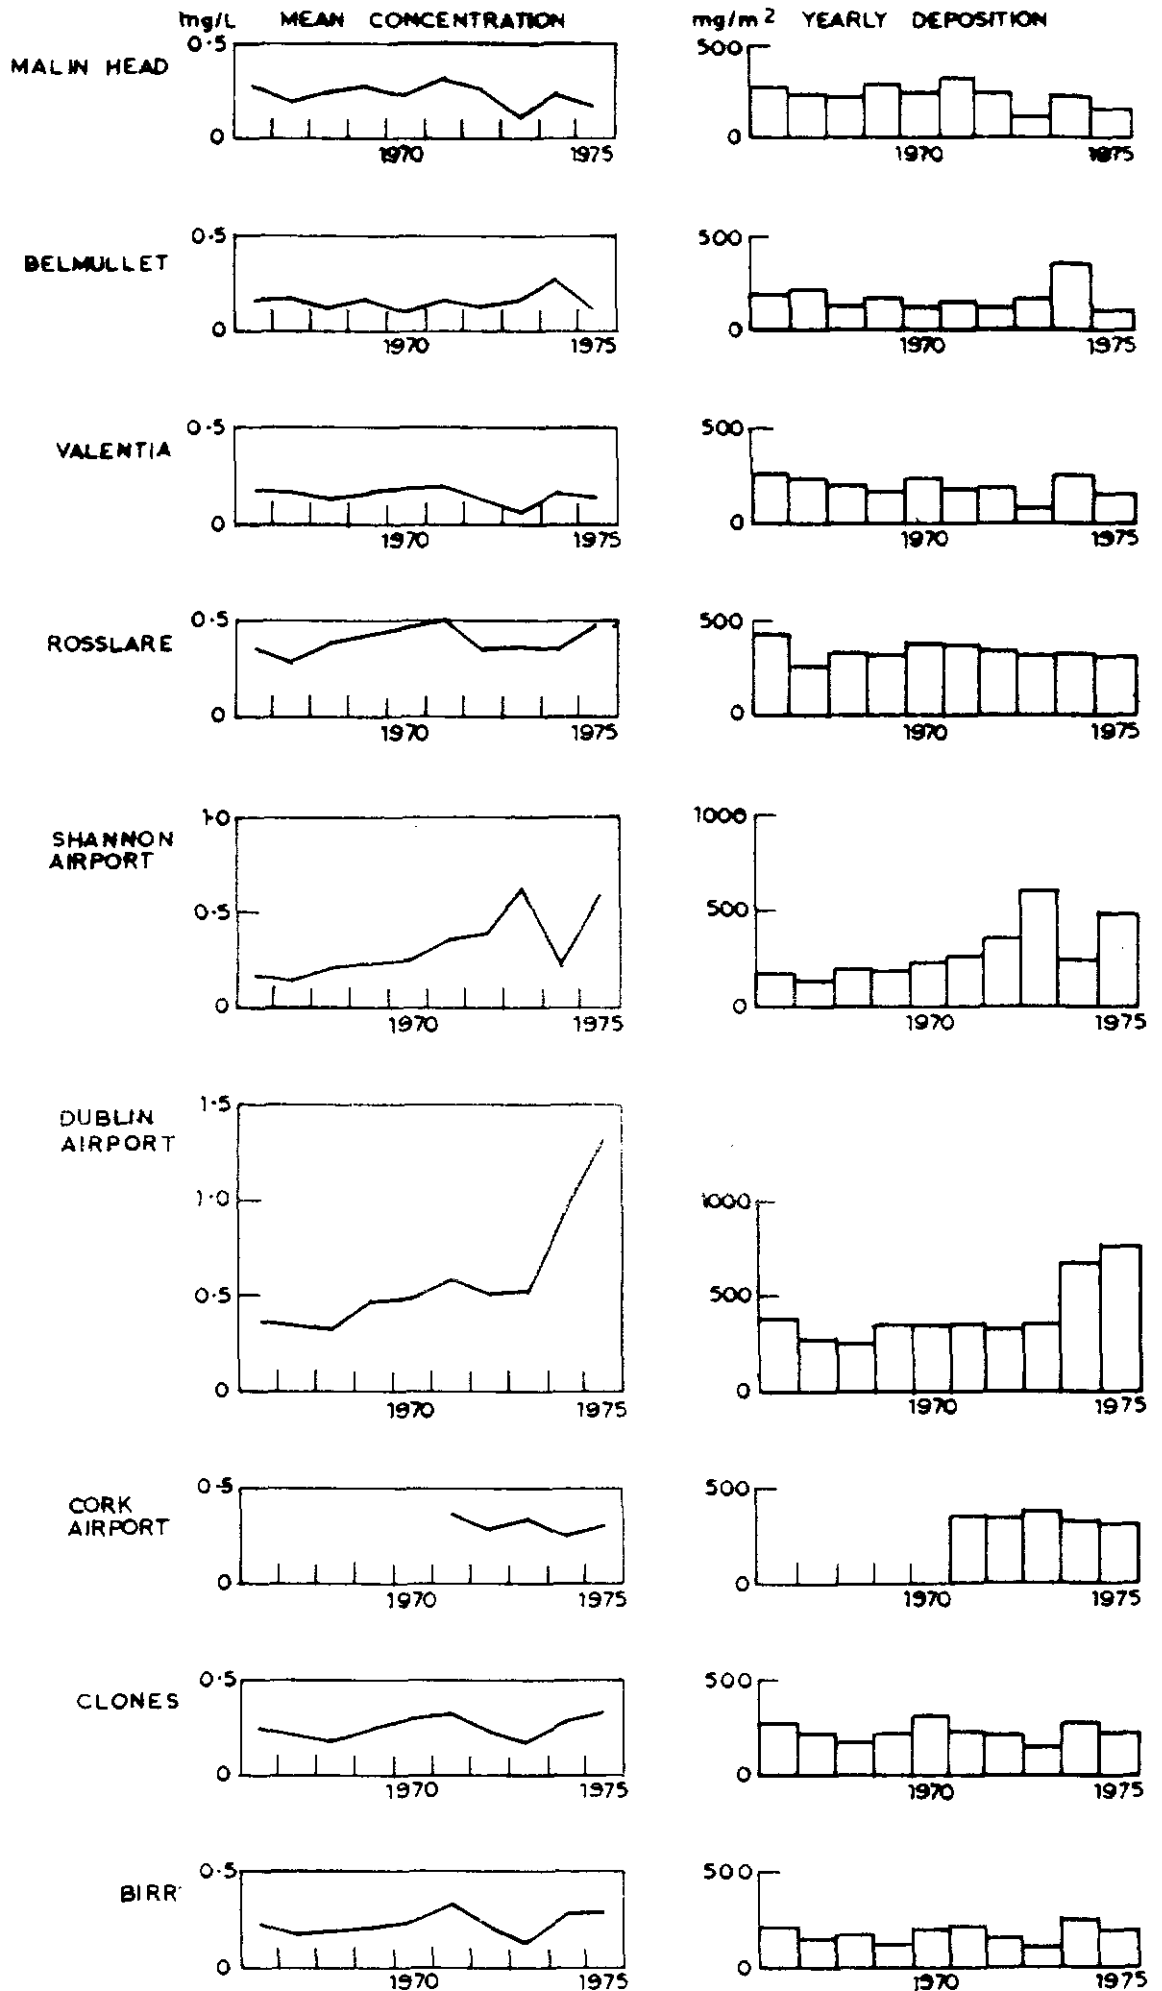 mg/L MEAN CONCENTRATION mg/m² YEARLY DEPOSITION
0.5 500
MALIN HEAD
0 0
1970 1975 1970 1975
0.5 500
BELMULLET
0 0
1970 1975 1970 1975
0.5 500
VALENTIA
0 0
1970 1975 1970 1975
0.5 500
ROSSLARE
0 0
1970 1975 1970 1975
1.0 1000
SHANNON
AIRPORT
0.5 500
0 0
1970 1975 1970 1975
1.5
DUBLIN
AIRPORT
1.0 1000
0.5 500
0 0
1970 1975 1970 1975
0.5 500
CORK
AIRPORT
0 0
1970 1975 1970 1975
0.5 500
CLONES
0 0
1970 1975 1970 1975
0.5 500
BIRR
0 0
1970 1975 1970 1975